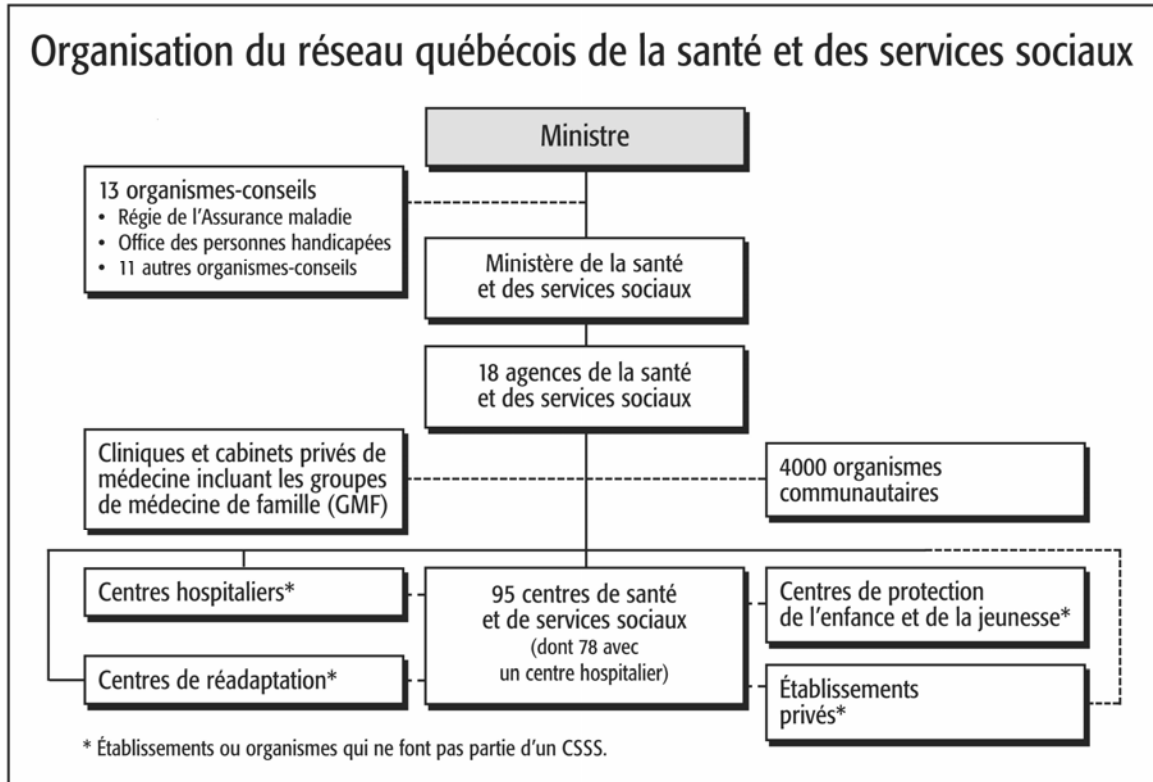 Organisation du réseau québécois de la santé et des services sociaux
Ministre
13 organismes-conseils
• Régie de l'Assurance maladie
• Office des personnes handicapées
• 11 autres organismes-conseils
Ministère de la santé
et des services sociaux
18 agences de la santé
et des services sociaux
Cliniques et cabinets privés de
médecine incluant les groupes
de médecine de famille (GMF)
4000 organismes
communautaires
Centres hospitaliers*
95 centres de santé
et de services sociaux
(dont 78 avec
un centre hospitalier)
Centres de protection
de l'enfance et de la jeunesse*
Centres de réadaptation*
Établissements
privés*
* Établissements ou organismes qui ne font pas partie d'un CSSS.